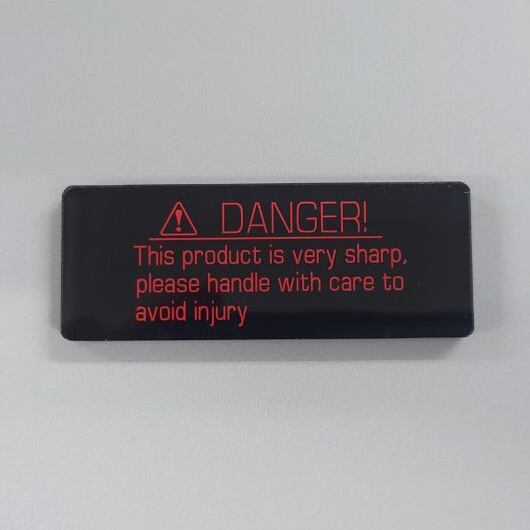 DANGER!
This product is very sharp,
please handle with care to
avoid injury